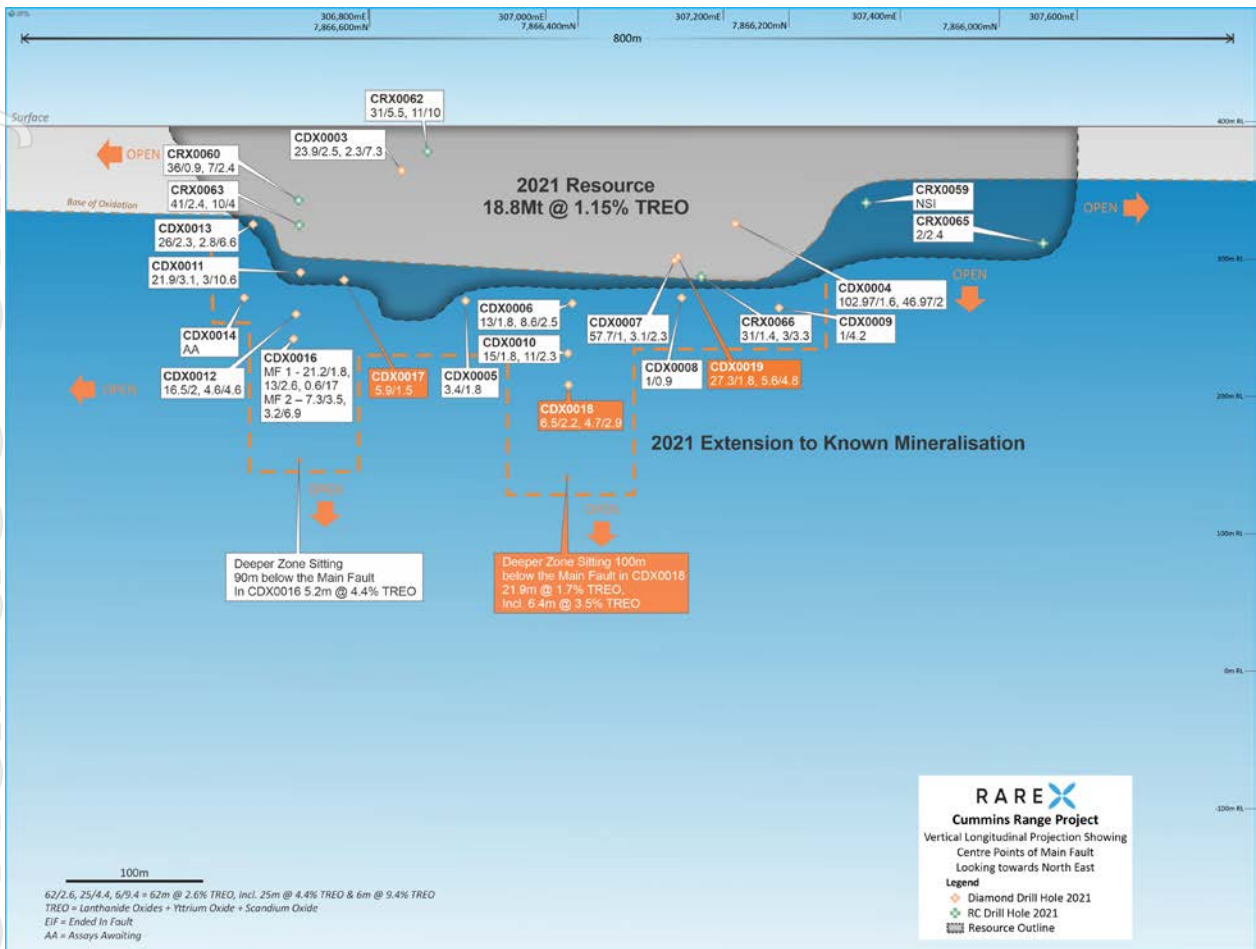 306,800mE
7,866,600mN
307,000mE
7,866,400mN
307,200mE
7,866,200mN
307,400mE
7,866,000mN
307,600mE
800m
Surface
400m RL
CRX0062
31/5.5, 11/10
CDX0003
23.9/2.5, 2.3/7.3
OPEN
CRX0060
36/0.9, 7/2.4
CRX0063
41/2.4, 10/4
2021 Resource
18.8Mt @ 1.15% TREO
CRX0059
NSI
CRX0065
2/2.4
OPEN
Base of Oxidation
CDX0013
26/2.3, 2.8/6.6
CDX0011
21.9/3.1, 3/10.6
300m RL
OPEN
CDX0004
102.97/1.6, 46.97/2
CDX0006
13/1.8, 8.6/2.5
CDX0007
57.7/1, 3.1/2.3
CRX0066
31/1.4, 3/3.3
CDX0009
1/4.2
CDX0014
AA
CDX0010
15/1.8, 11/2.3
CDX0012
16.5/2, 4.6/4.6
CDX0016
MF 1 - 21.2/1.8,
13/2.6, 0.6/17
MF 2 – 7.3/3.5,
3.2/6.9
CDX0017
5.9/1.5
CDX0005
3.4/1.8
CDX0008
1/0.9
CDX0019
27.3/1.8, 5.6/4.8
OPEN
200m RL
CDX0018
6.5/2.2, 4.7/2.9
2021 Extension to Known Mineralisation
OPEN
OPEN
100m RL
Deeper Zone Sitting
90m below the Main Fault
In CDX0016 5.2m @ 4.4% TREO
Deeper Zone Sitting 100m
below the Main Fault in CDX0018
21.9m @ 1.7% TREO,
Incl. 6.4m @ 3.5% TREO
0m RL
-100m RL
RAREX
Cummins Range Project
Vertical Longitudinal Projection Showing
Centre Points of Main Fault
Looking towards North East
Legend
Diamond Drill Hole 2021
RC Drill Hole 2021
Resource Outline
100m
62/2.6, 25/4.4, 6/9.4 = 62m @ 2.6% TREO, Incl. 25m @ 4.4% TREO & 6m @ 9.4% TREO
TREO = Lanthanide Oxides + Yttrium Oxide + Scandium Oxide
EIF = Ended In Fault
AA = Assays Awaiting